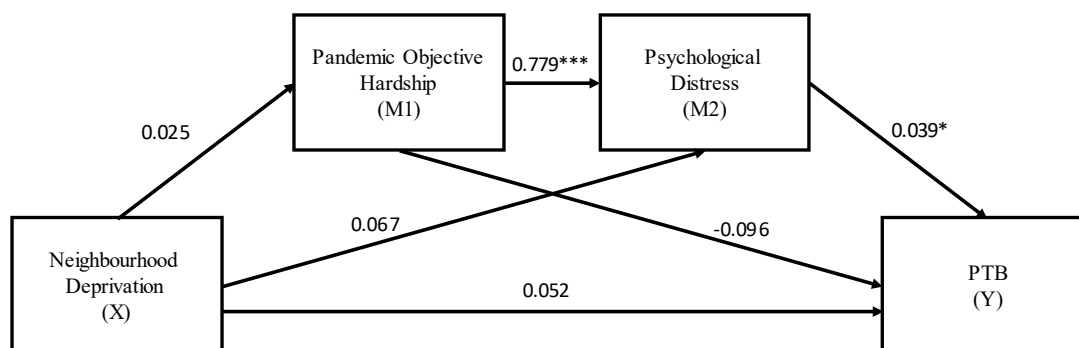 Pandemic Objective
Hardship
(M1)
0.779***
Psychological
Distress
(M2)
0.025
0.039*
0.067
-0.096
Neighbourhood
Deprivation
(X)
0.052
PTB
(Y)